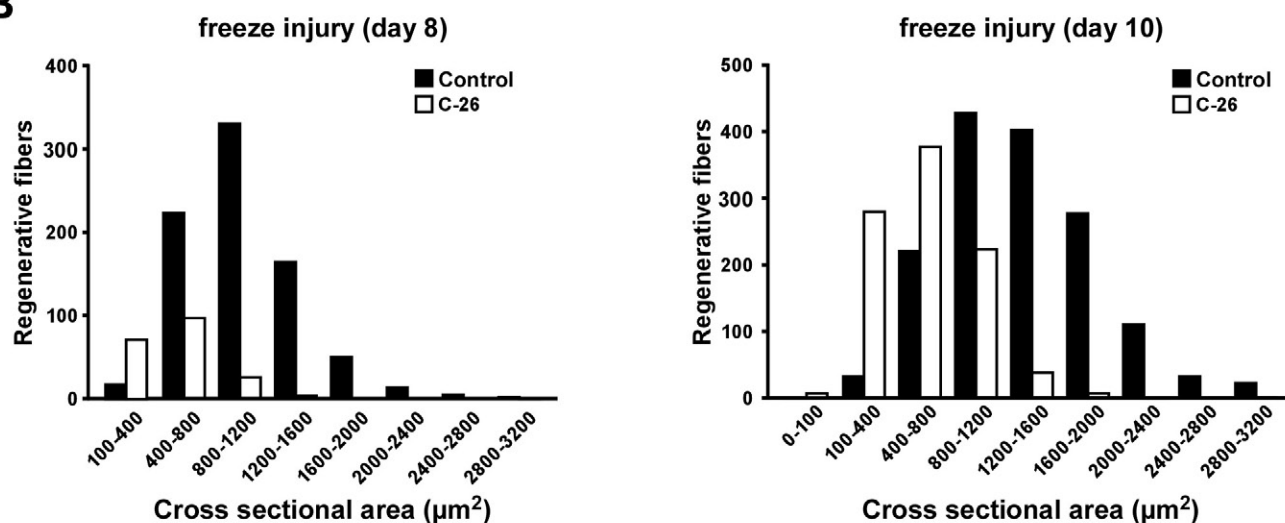 B
freeze injury (day 8)
400
300
200
100
0
Regenerative fibers
Control
C-26
100-400
400-800
800-1200
1200-1600
1600-2000
2000-2400
2400-2800
2800-3200
Cross sectional area (µm²)
freeze injury (day 10)
500
400
300
200
100
0
Regenerative fibers
Control
C-26
0-100
100-400
400-800
800-1200
1200-1600
1600-2000
2000-2400
2400-2800
2800-3200
Cross sectional area (µm²)